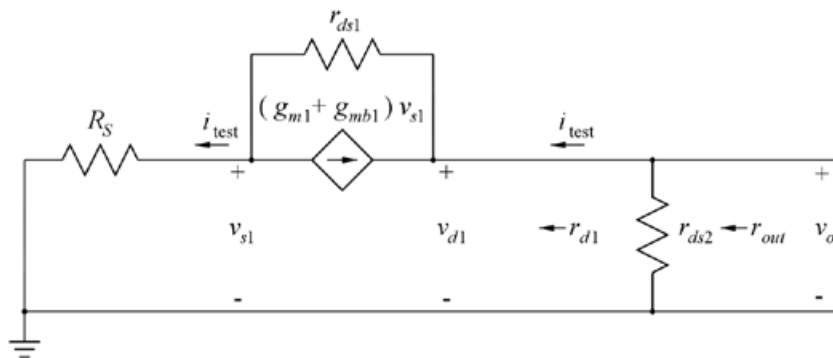 r_ds1
(g_m1 + g_mb1) v_s1
R_S
i_test
i_test
+
+
+
v_s1
v_d1
r_d1
r_ds2
r_out
v_o
-
-
-